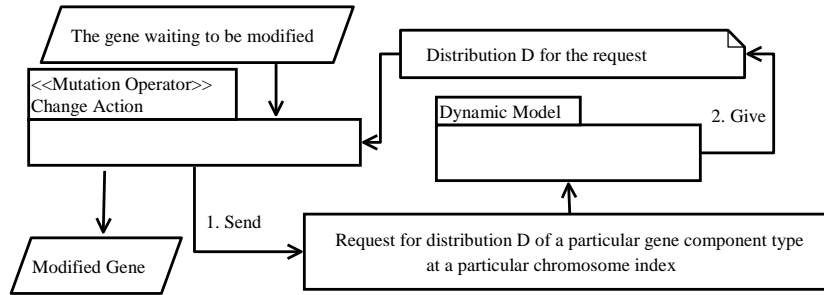 The gene waiting to be modified
Distribution D for the request
<<Mutation Operator>>
Change Action
Dynamic Model
2. Give
1. Send
Request for distribution D of a particular gene component type
at a particular chromosome index
Modified Gene